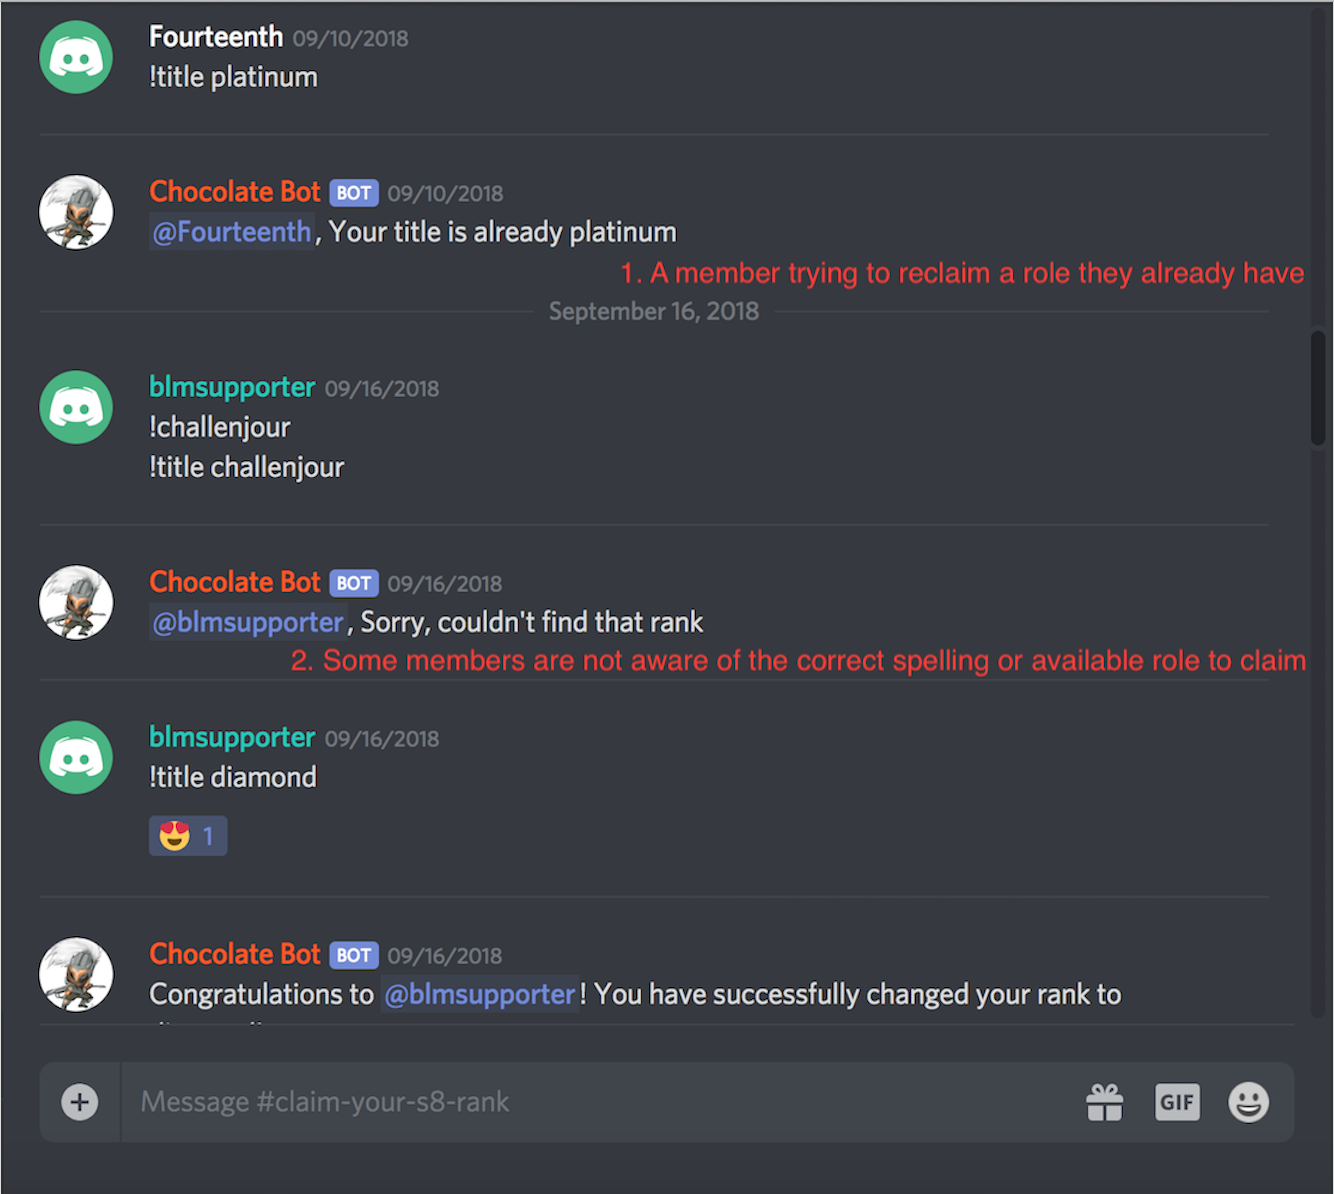 Fourteenth 09/10/2018
!title platinum
Chocolate Bot BOT 09/10/2018
@Fourteenth, Your title is already platinum
1. A member trying to reclaim a role they already have
September 16, 2018
blmsupporter 09/16/2018
!challenjour
!title challenjour
Chocolate Bot BOT 09/16/2018
@blmsupporter, Sorry, couldn't find that rank
2. Some members are not aware of the correct spelling or available role to claim
blmsupporter 09/16/2018
!title diamond
1
Chocolate Bot BOT 09/16/2018
Congratulations to @blmsupporter! You have successfully changed your rank to
Message #claim-your-s8-rank
GIF